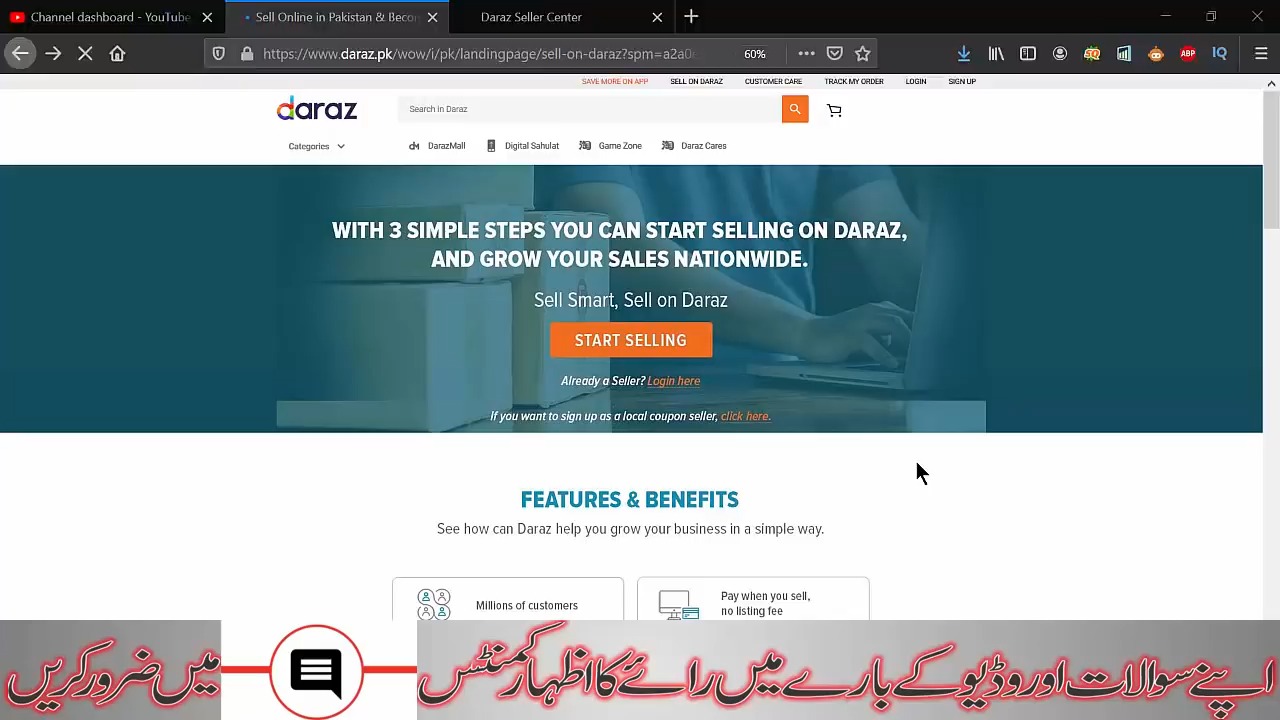 Channel dashboard - YouTube
Sell Online in Pakistan & Becon
Daraz Seller Center
https://www.daraz.pk/wow/i/pk/landingpage/sell-on-daraz?spm=a2a0e
60%
ABP
IQ
SAVE MORE ON APP
SELL ON DARAZ
CUSTOMER CARE
TRACK MY ORDER
LOGIN
SIGN UP
daraz
Search in Daraz
Categories
DarazMall
Digital Sahulat
Game Zone
Daraz Cares
WITH 3 SIMPLE STEPS YOU CAN START SELLING ON DARAZ,
AND GROW YOUR SALES NATIONWIDE.
Sell Smart, Sell on Daraz
START SELLING
Already a Seller? Login here
If you want to sign up as a local coupon seller, click here.
FEATURES & BENEFITS
See how can Daraz help you grow your business in a simple way.
Millions of customers
Pay when you sell,
no listing fee
اپنے سوالات اور وڈیو کے بارے میں رائے کا اظہار کمنٹس میں ضرور کریں